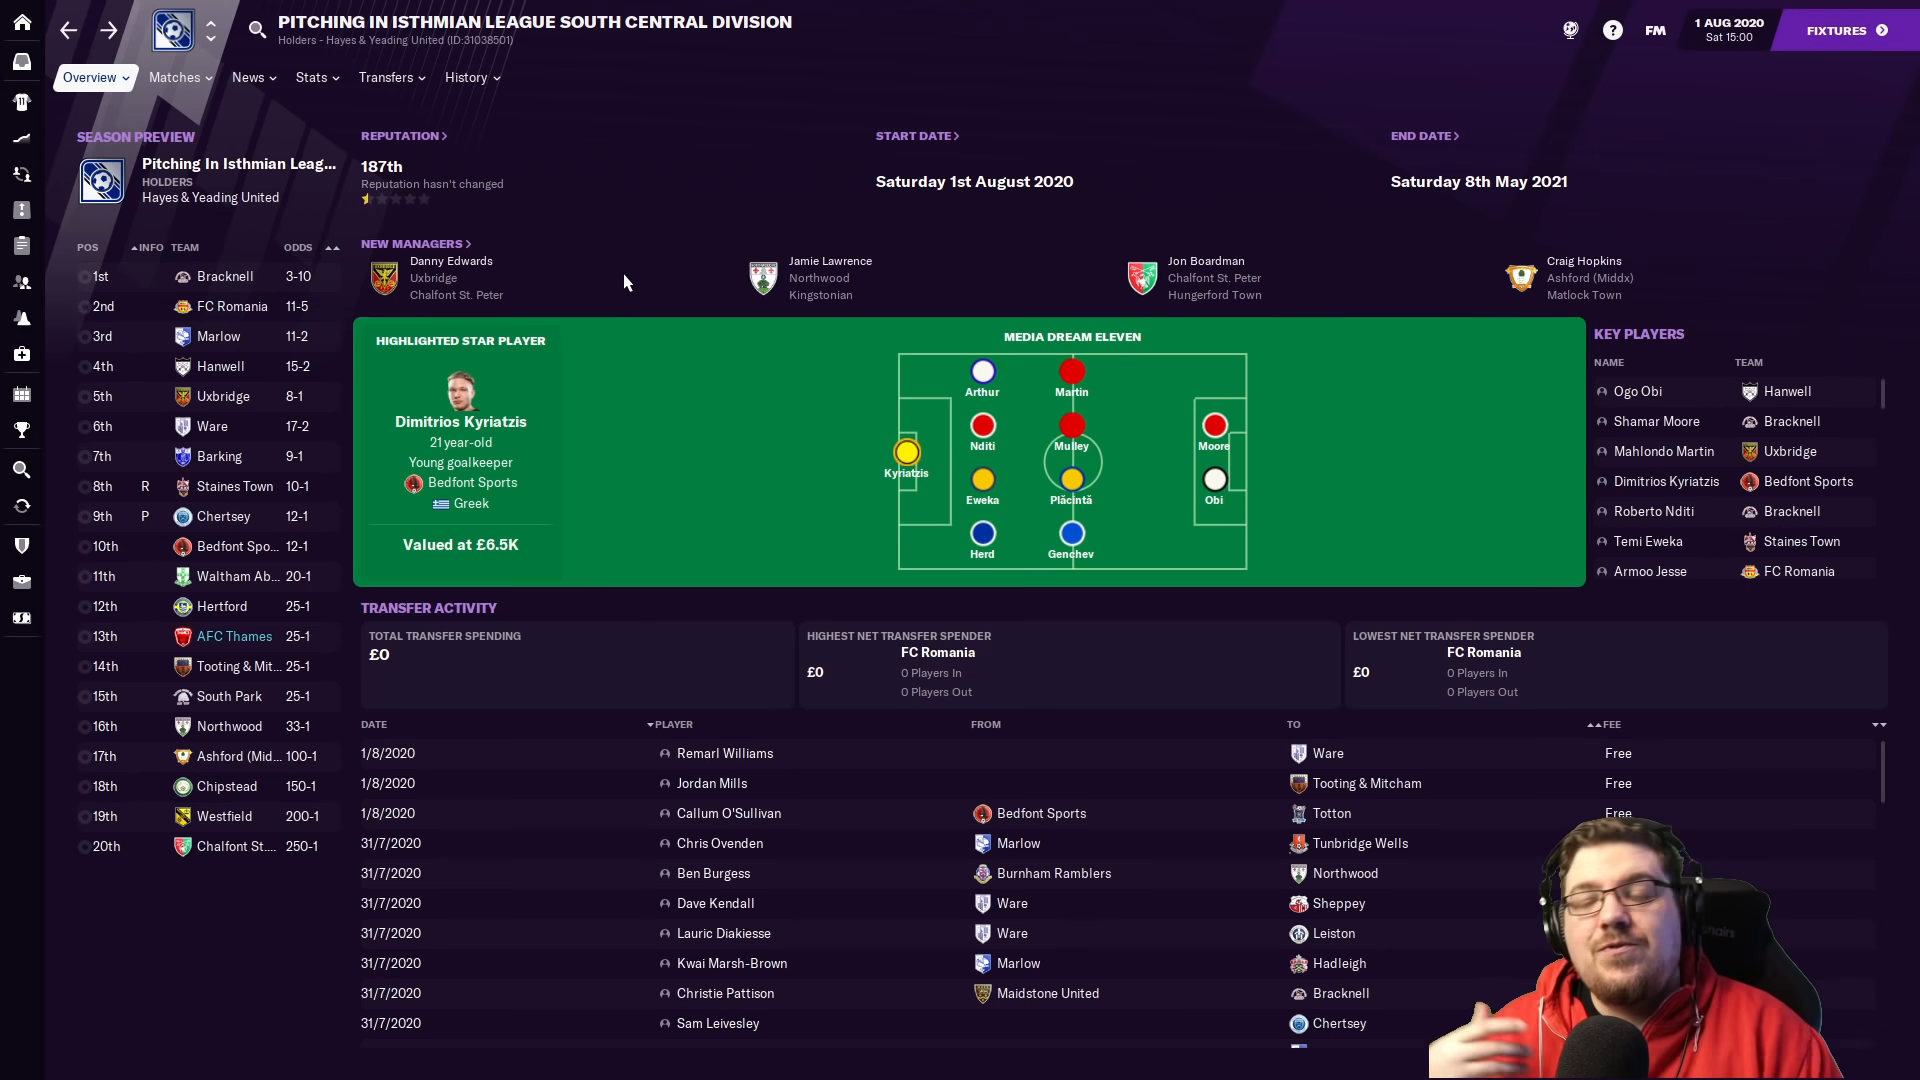 PITCHING IN ISTHMIAN LEAGUE SOUTH CENTRAL DIVISION
Holders - Hayes & Yeading United (ID:31038501)
FM
1 AUG 2020
Sat 15:00
FIXTURES
Overview
Matches
News
Stats
Transfers
History
SEASON PREVIEW
Pitching In Isthmian Leag...
HOLDERS
Hayes & Yeading United
REPUTATION
187th
Reputation hasn't changed
START DATE
Saturday 1st August 2020
END DATE
Saturday 8th May 2021
NEW MANAGERS
Danny Edwards
Uxbridge
Chalfont St. Peter
Jamie Lawrence
Northwood
Kingstonian
Jon Boardman
Chalfont St. Peter
Hungerford Town
Craig Hopkins
Ashford (Middx)
Matlock Town
POS INFO TEAM ODDS
1st Bracknell 3-10
2nd FC Romania 11-5
3rd Marlow 11-2
4th Hanwell 15-2
5th Uxbridge 8-1
6th Ware 17-2
7th Barking 9-1
8th R Staines Town 10-1
9th P Chertsey 12-1
10th Bedfont Spo... 12-1
11th Waltham Ab... 20-1
12th Hertford 25-1
13th AFC Thames 25-1
14th Tooting & Mit... 25-1
15th South Park 25-1
16th Northwood 33-1
17th Ashford (Mid... 100-1
18th Chipstead 150-1
19th Westfield 200-1
20th Chalfont St.... 250-1
HIGHLIGHTED STAR PLAYER
Dimitrios Kyriatzis
21 year-old
Young goalkeeper
Bedfont Sports
Greek
Valued at £6.5K
MEDIA DREAM ELEVEN
Arthur
Martin
Nditi
Mulley
Moore
Kyriatzis
Eweka
Plăcintă
Obi
Herd
Genchev
KEY PLAYERS
NAME TEAM
Ogo Obi Hanwell
Shamar Moore Bracknell
Mahlondo Martin Uxbridge
Dimitrios Kyriatzis Bedfont Sports
Roberto Nditi Bracknell
Temi Eweka Staines Town
Armoo Jesse FC Romania
TRANSFER ACTIVITY
TOTAL TRANSFER SPENDING
£0
HIGHEST NET TRANSFER SPENDER
FC Romania
£0
0 Players In
0 Players Out
LOWEST NET TRANSFER SPENDER
FC Romania
£0
0 Players In
0 Players Out
DATE PLAYER FROM TO FEE
1/8/2020 Remarl Williams Ware Free
1/8/2020 Jordan Mills Tooting & Mitcham Free
1/8/2020 Callum O'Sullivan Bedfont Sports Totton Free
31/7/2020 Chris Ovenden Marlow Tunbridge Wells
31/7/2020 Ben Burgess Burnham Ramblers Northwood
31/7/2020 Dave Kendall Ware Sheppey
31/7/2020 Lauric Diakiesse Ware Leiston
31/7/2020 Kwai Marsh-Brown Marlow Hadleigh
31/7/2020 Christie Pattison Maidstone United Bracknell
31/7/2020 Sam Leivesley Chertsey